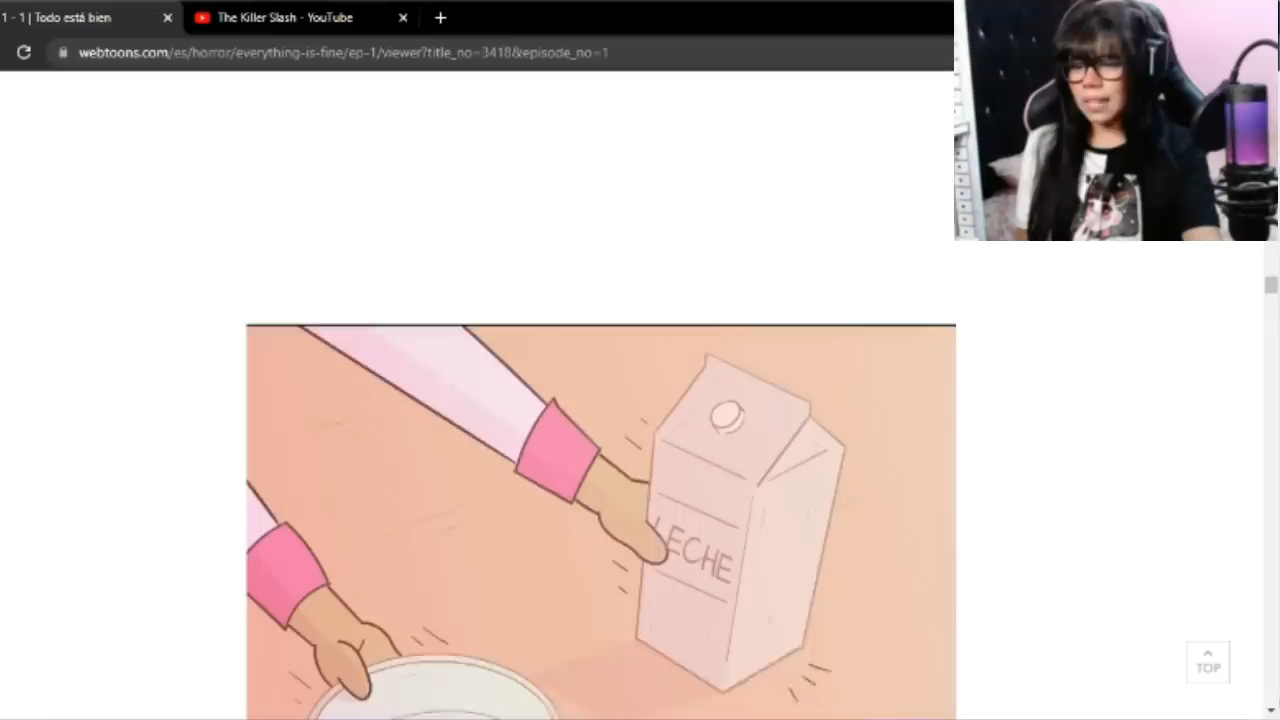 1 - 1 | Todo está bien
The Killer Slash - YouTube
webtoons.com/es/horror/everything-is-fine/ep-1/viewer?title_no=3418&episode_no=1
LECHE
TOP